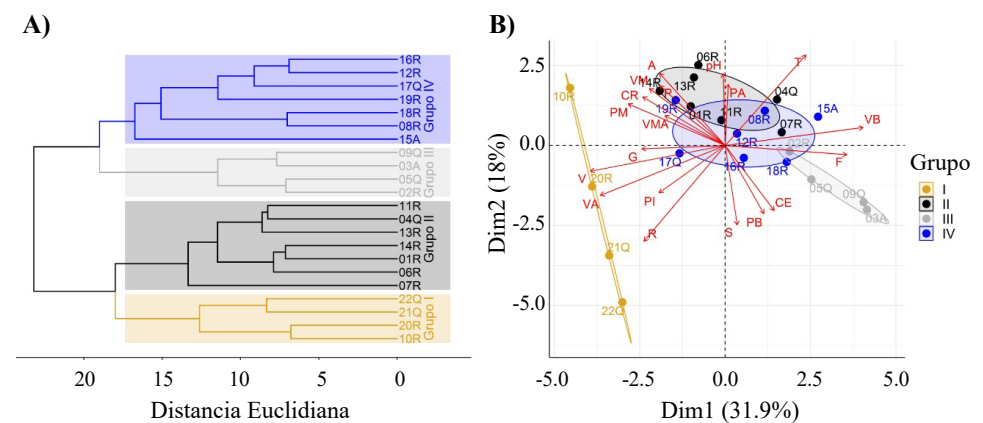 A)
16R
12R
17Q
19R
18R
08R
15A
Grupo IV
09Q
03A
05Q
02R
Grupo III
11R
04Q
13R
14R
01R
06R
07R
Grupo II
22Q
21Q
20R
10R
Grupo I
20 15 10 5 0
Distancia Euclidiana
B)
Dim2 (18%)
2.5
0.0
-2.5
-5.0
06R
A
pH
T
14R
13R
VM
10R
CR
PA
04Q
PM
19R
01R
11R
08R
15A
VMA
07R
VB
12R
02R
G
17Q
16R
18R
F
V
20R
05Q
09Q
VA
PI
CE
03A
PB
R
S
21Q
22Q
-5.0 -2.5 0.0 2.5 5.0
Dim1 (31.9%)
Grupo
I
II
III
IV